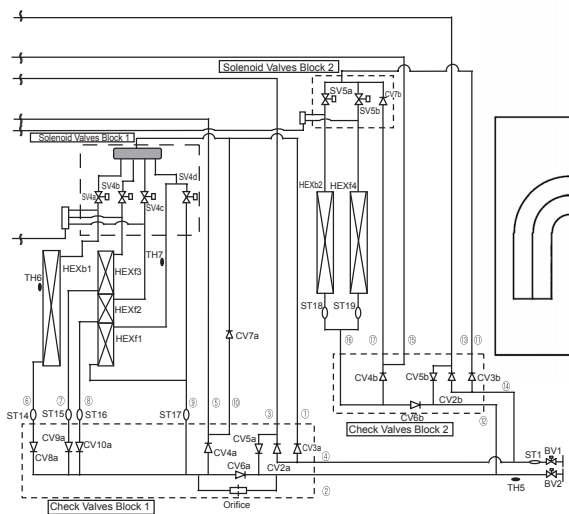 Solenoid Valves Block 2
SV5a
SV5b
CV7b
Solenoid Valves Block 1
SV4d
SV4b
SV4a
SV4c
HEXb2
HEXf4
TH6
HEXb1
HEXf3
TH7
HEXf2
HEXf1
ST18
ST19
CV7a
⑯
⑰
⑮
⑬
⑪
CV4b
CV5b
CV3b
⑭
CV2b
CV6b
⑫
Check Valves Block 2
⑥
⑦
⑧
⑨
⑤
⑩
③
①
ST14
ST15
ST16
ST17
CV9a
CV10a
CV8a
CV5a
CV4a
CV3a
④
CV6a
CV2a
②
Orifice
Check Valves Block 1
ST1
BV1
BV2
TH5